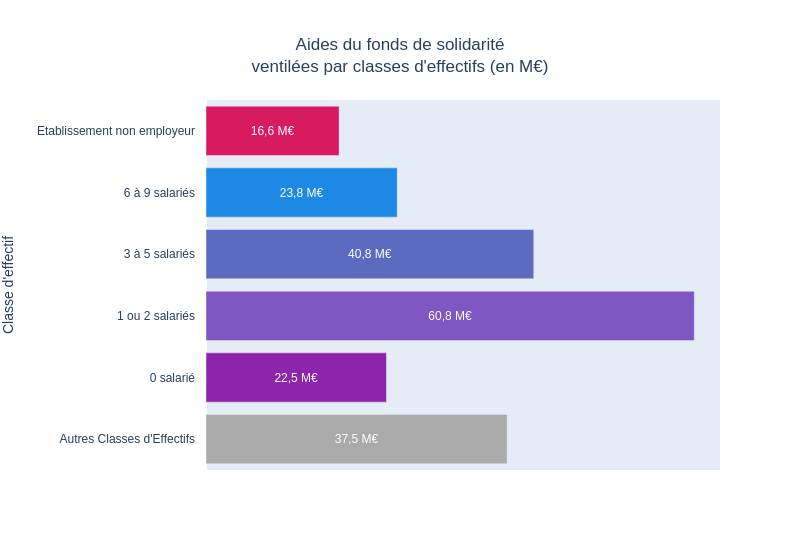 Aides du fonds de solidarité
ventilées par classes d'effectifs (en M€)
Classe d'effectif
Etablissement non employeur
16,6 M€
6 à 9 salariés
23,8 M€
3 à 5 salariés
40,8 M€
1 ou 2 salariés
60,8 M€
0 salarié
22,5 M€
Autres Classes d'Effectifs
37,5 M€